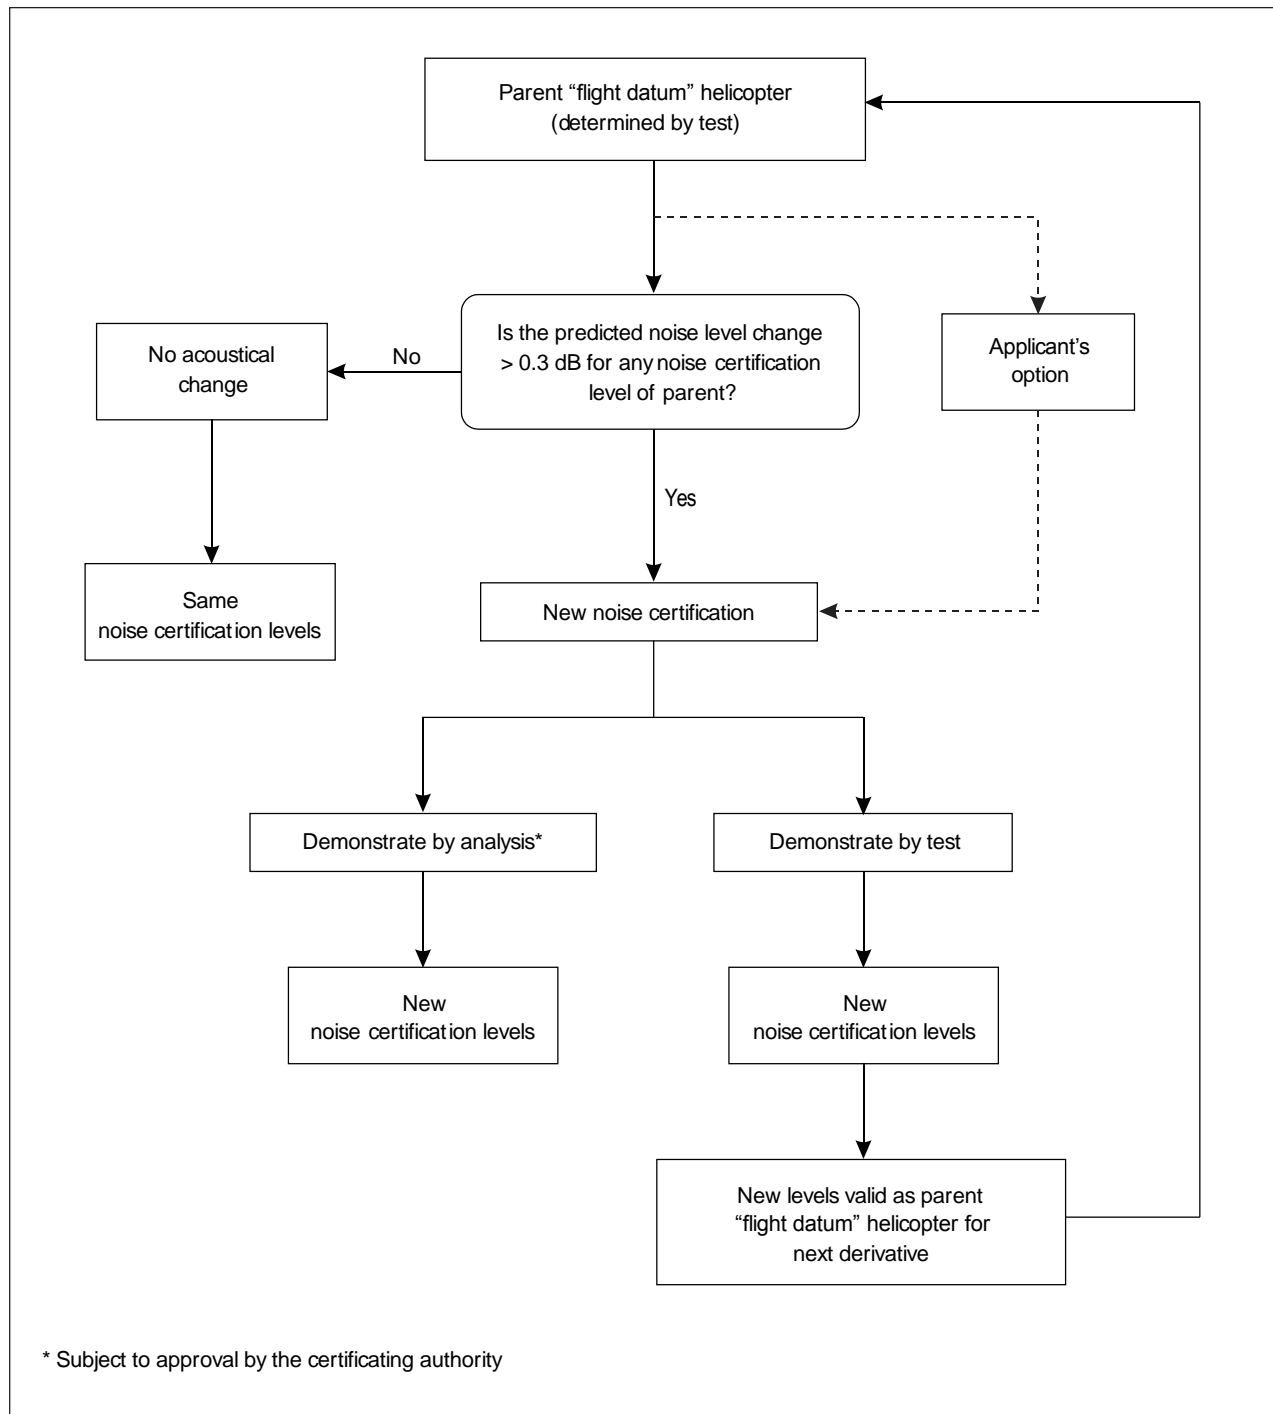 Parent “flight datum” helicopter
(determined by test)
Is the predicted noise level change
> 0.3 dB for any noise certification
level of parent?
No
No acoustical
change
Applicant’s
option
Yes
Same
noise certification levels
New noise certification
Demonstrate by analysis*
Demonstrate by test
New
noise certification levels
New
noise certification levels
New levels valid as parent
“flight datum” helicopter for
next derivative
* Subject to approval by the certificating authority